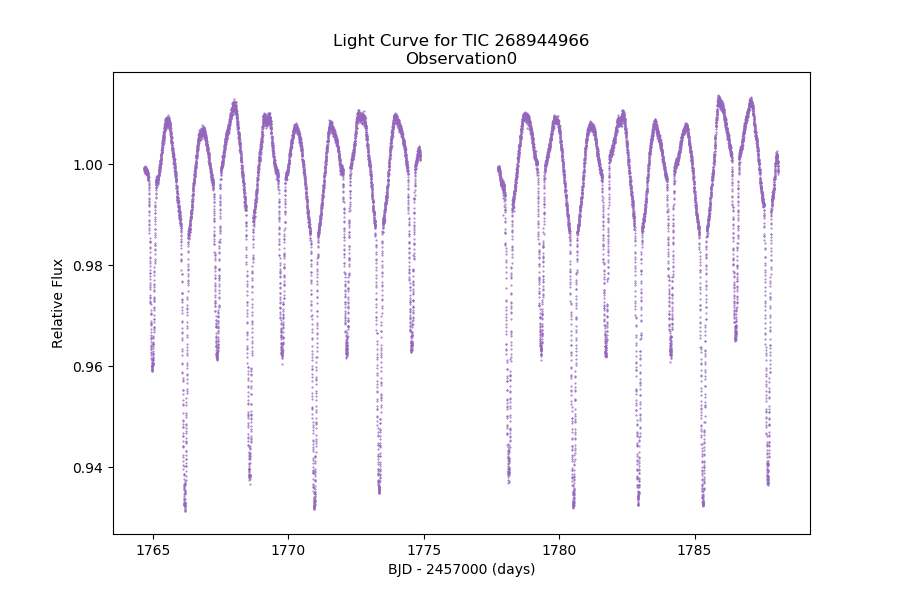 Light Curve for TIC 268944966
Observation0
Relative Flux
1.00
0.98
0.96
0.94
1765 1770 1775 1780 1785
BJD - 2457000 (days)